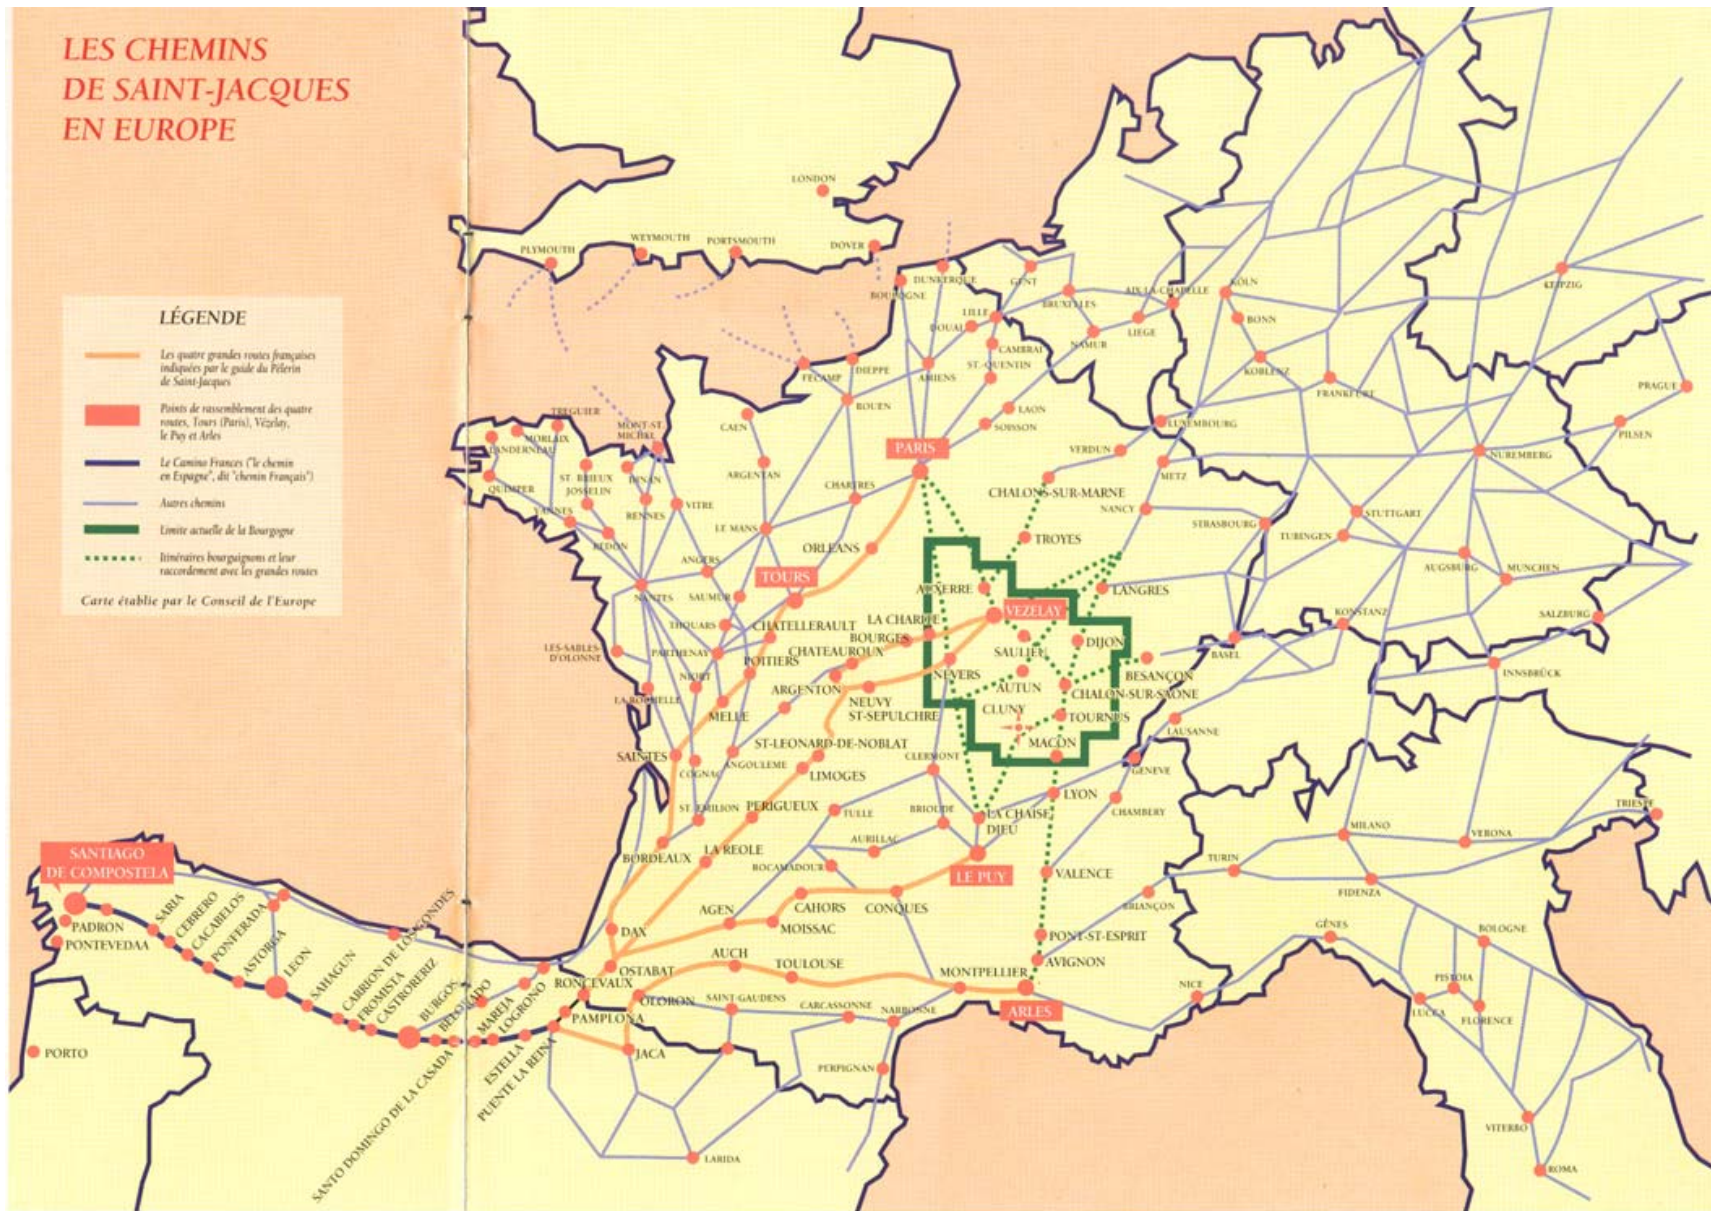 LES CHEMINS
DE SAINT-JACQUES
EN EUROPE
LÉGENDE
Les quatre grandes routes françaises
indiquées par le guide du Pèlerin
de Saint-Jacques
Points de rassemblement des quatre
routes, Tours (Paris), Vézelay,
le Puy et Arles
Le Camino Frances ("le chemin
en Espagne", dit "chemin Français")
Autres chemins
Limite actuelle de la Bourgogne
Itinéraires bourguignons et leur
raccordement avec les grandes routes
Carte établie par le Conseil de l'Europe
LONDON
PLYMOUTH
WEYMOUTH
PORTSMOUTH
DOVER
DUNKERQUE
BOULOGNE
GENT
BRUXELLES
AIX-LA-CHAPELLE
KÖLN
LEIPZIG
LILLE
DOUAI
LIEGE
BONN
NAMUR
CAMBRAI
ST-QUENTIN
AMIENS
FECAMP
DIEPPE
ROUEN
KOBLENZ
FRANKFURT
PRAGUE
LAON
SOISSON
LUXEMBOURG
PILSEN
NUREMBERG
TREGUIER
MORLAIX
LANDERNEAU
QUIMPER
MONT-ST.
MICHEL
CAEN
ARGENTAN
ST. BRIEUX
JOSSELIN
DINAN
RENNES
VITRE
VANNES
REDON
PARIS
VERDUN
METZ
CHALONS-SUR-MARNE
NANCY
CHARTRES
LE MANS
ORLEANS
TROYES
STRASBOURG
STUTTGART
TUBINGEN
AUGSBURG
MUNCHEN
SALZBURG
ANGERS
TOURS
NANTES
SAUMUR
THOUARS
CHATELLERAULT
AUXERRE
VEZELAY
LANGRES
KONSTANZ
LA CHARITE
BOURGES
CHATEAUROUX
LES-SABLES-
D'OLONNE
PARTHENAY
POITIERS
SAULIEU
DIJON
BASEL
BESANÇON
INNSBRÜCK
NIORT
ARGENTON
NEVERS
AUTUN
CHALON-SUR-SAONE
LA ROCHELLE
MELLE
NEUVY
ST-SEPULCHRE
CLUNY
TOURNUS
LAUSANNE
MACON
SAINTES
COGNAC
ANGOULEME
ST-LEONARD-DE-NOBLAT
LIMOGES
CLERMONT
GENEVE
LYON
CHAMBERY
ST. EMILION
PERIGUEUX
TULLE
BRIOUDE
LA CHAISE
DIEU
AURILLAC
TRIESTE
MILANO
VERONA
BORDEAUX
LA REOLE
ROCAMADOUR
LE PUY
VALENCE
TURIN
FIDENZA
BRIANÇON
SANTIAGO
DE COMPOSTELA
PADRON
PONTEVEDAA
SARIA
CEBRERO
CACABELOS
PONFERADA
ASTORGA
LEON
SAHAGUN
CARRION DE LOS CONDES
FROMISTA
CASTRORERIZ
BURGOS
BELORADO
SANTO DOMINGO DE LA CASADA
MAREJA
LOGRONO
ESTELLA
PUENTE LA REINA
PAMPLONA
RONCEVAUX
PORTO
DAX
AGEN
MOISSAC
CAHORS
CONQUES
OSTABAT
AUCH
TOULOUSE
MONTPELLIER
PONT-ST-ESPRIT
AVIGNON
ARLES
GÊNES
BOLOGNE
NICE
PISTOIA
LUCCA
FLORENCE
OLORON
SAINT-GAUDENS
CARCASSONNE
NARBONNE
JACA
PERPIGNAN
LARIDA
VITERBO
ROMA